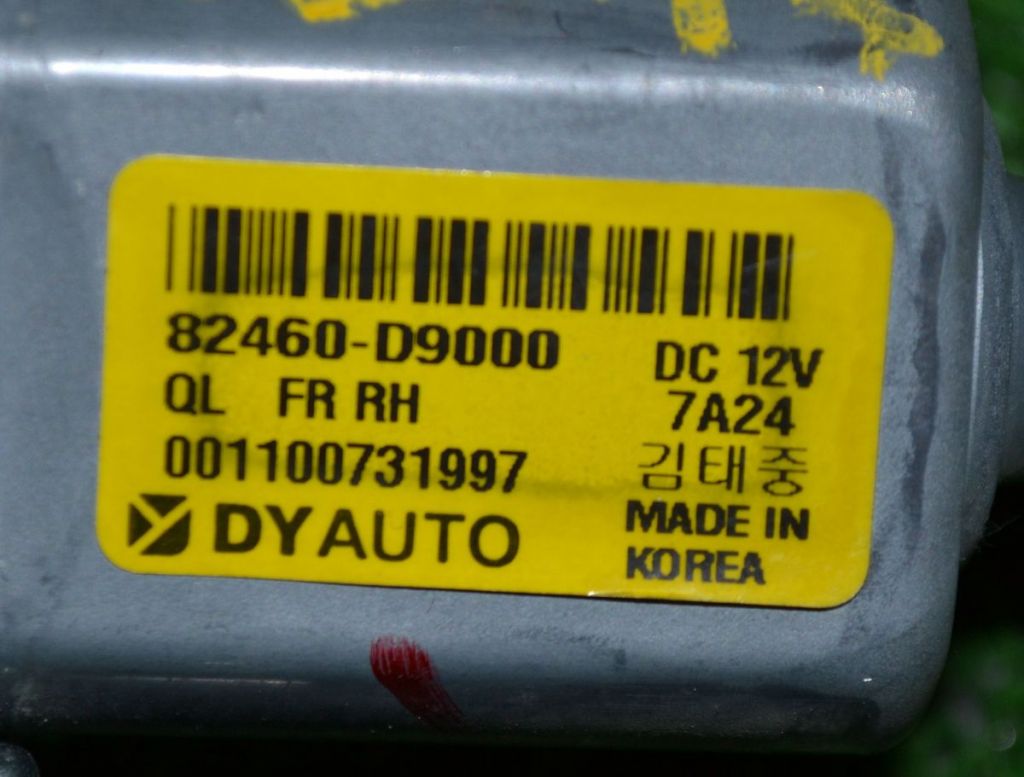 82460-D9000
DC 12V
QL FR RH
7A24
001100731997
김태중
DYAUTO
MADE IN
KOREA